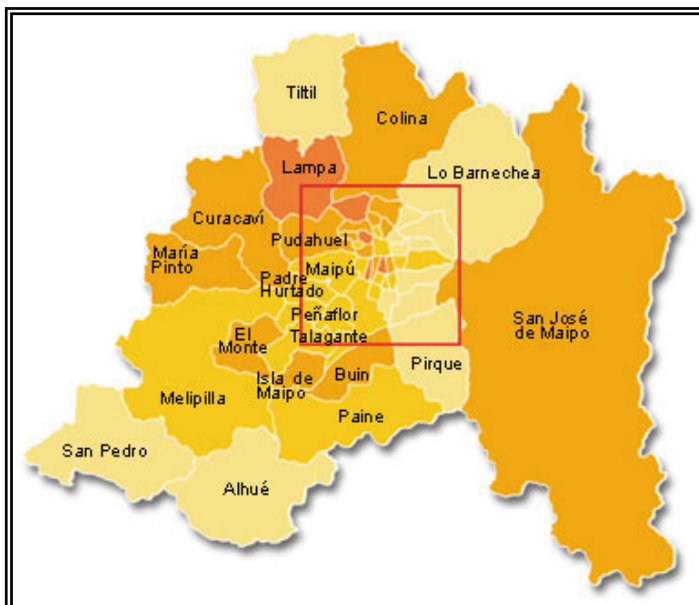 Tiltil
Colina
Lampa
Lo Barnechea
Curacaví
Pudahuel
María
Pinto
Maipú
Padre
Hurtado
Peñaflor
San José
de Maipo
El
Monte
Talagante
Pirque
Isla de
Maipo
Buin
Melipilla
Paine
San Pedro
Alhué